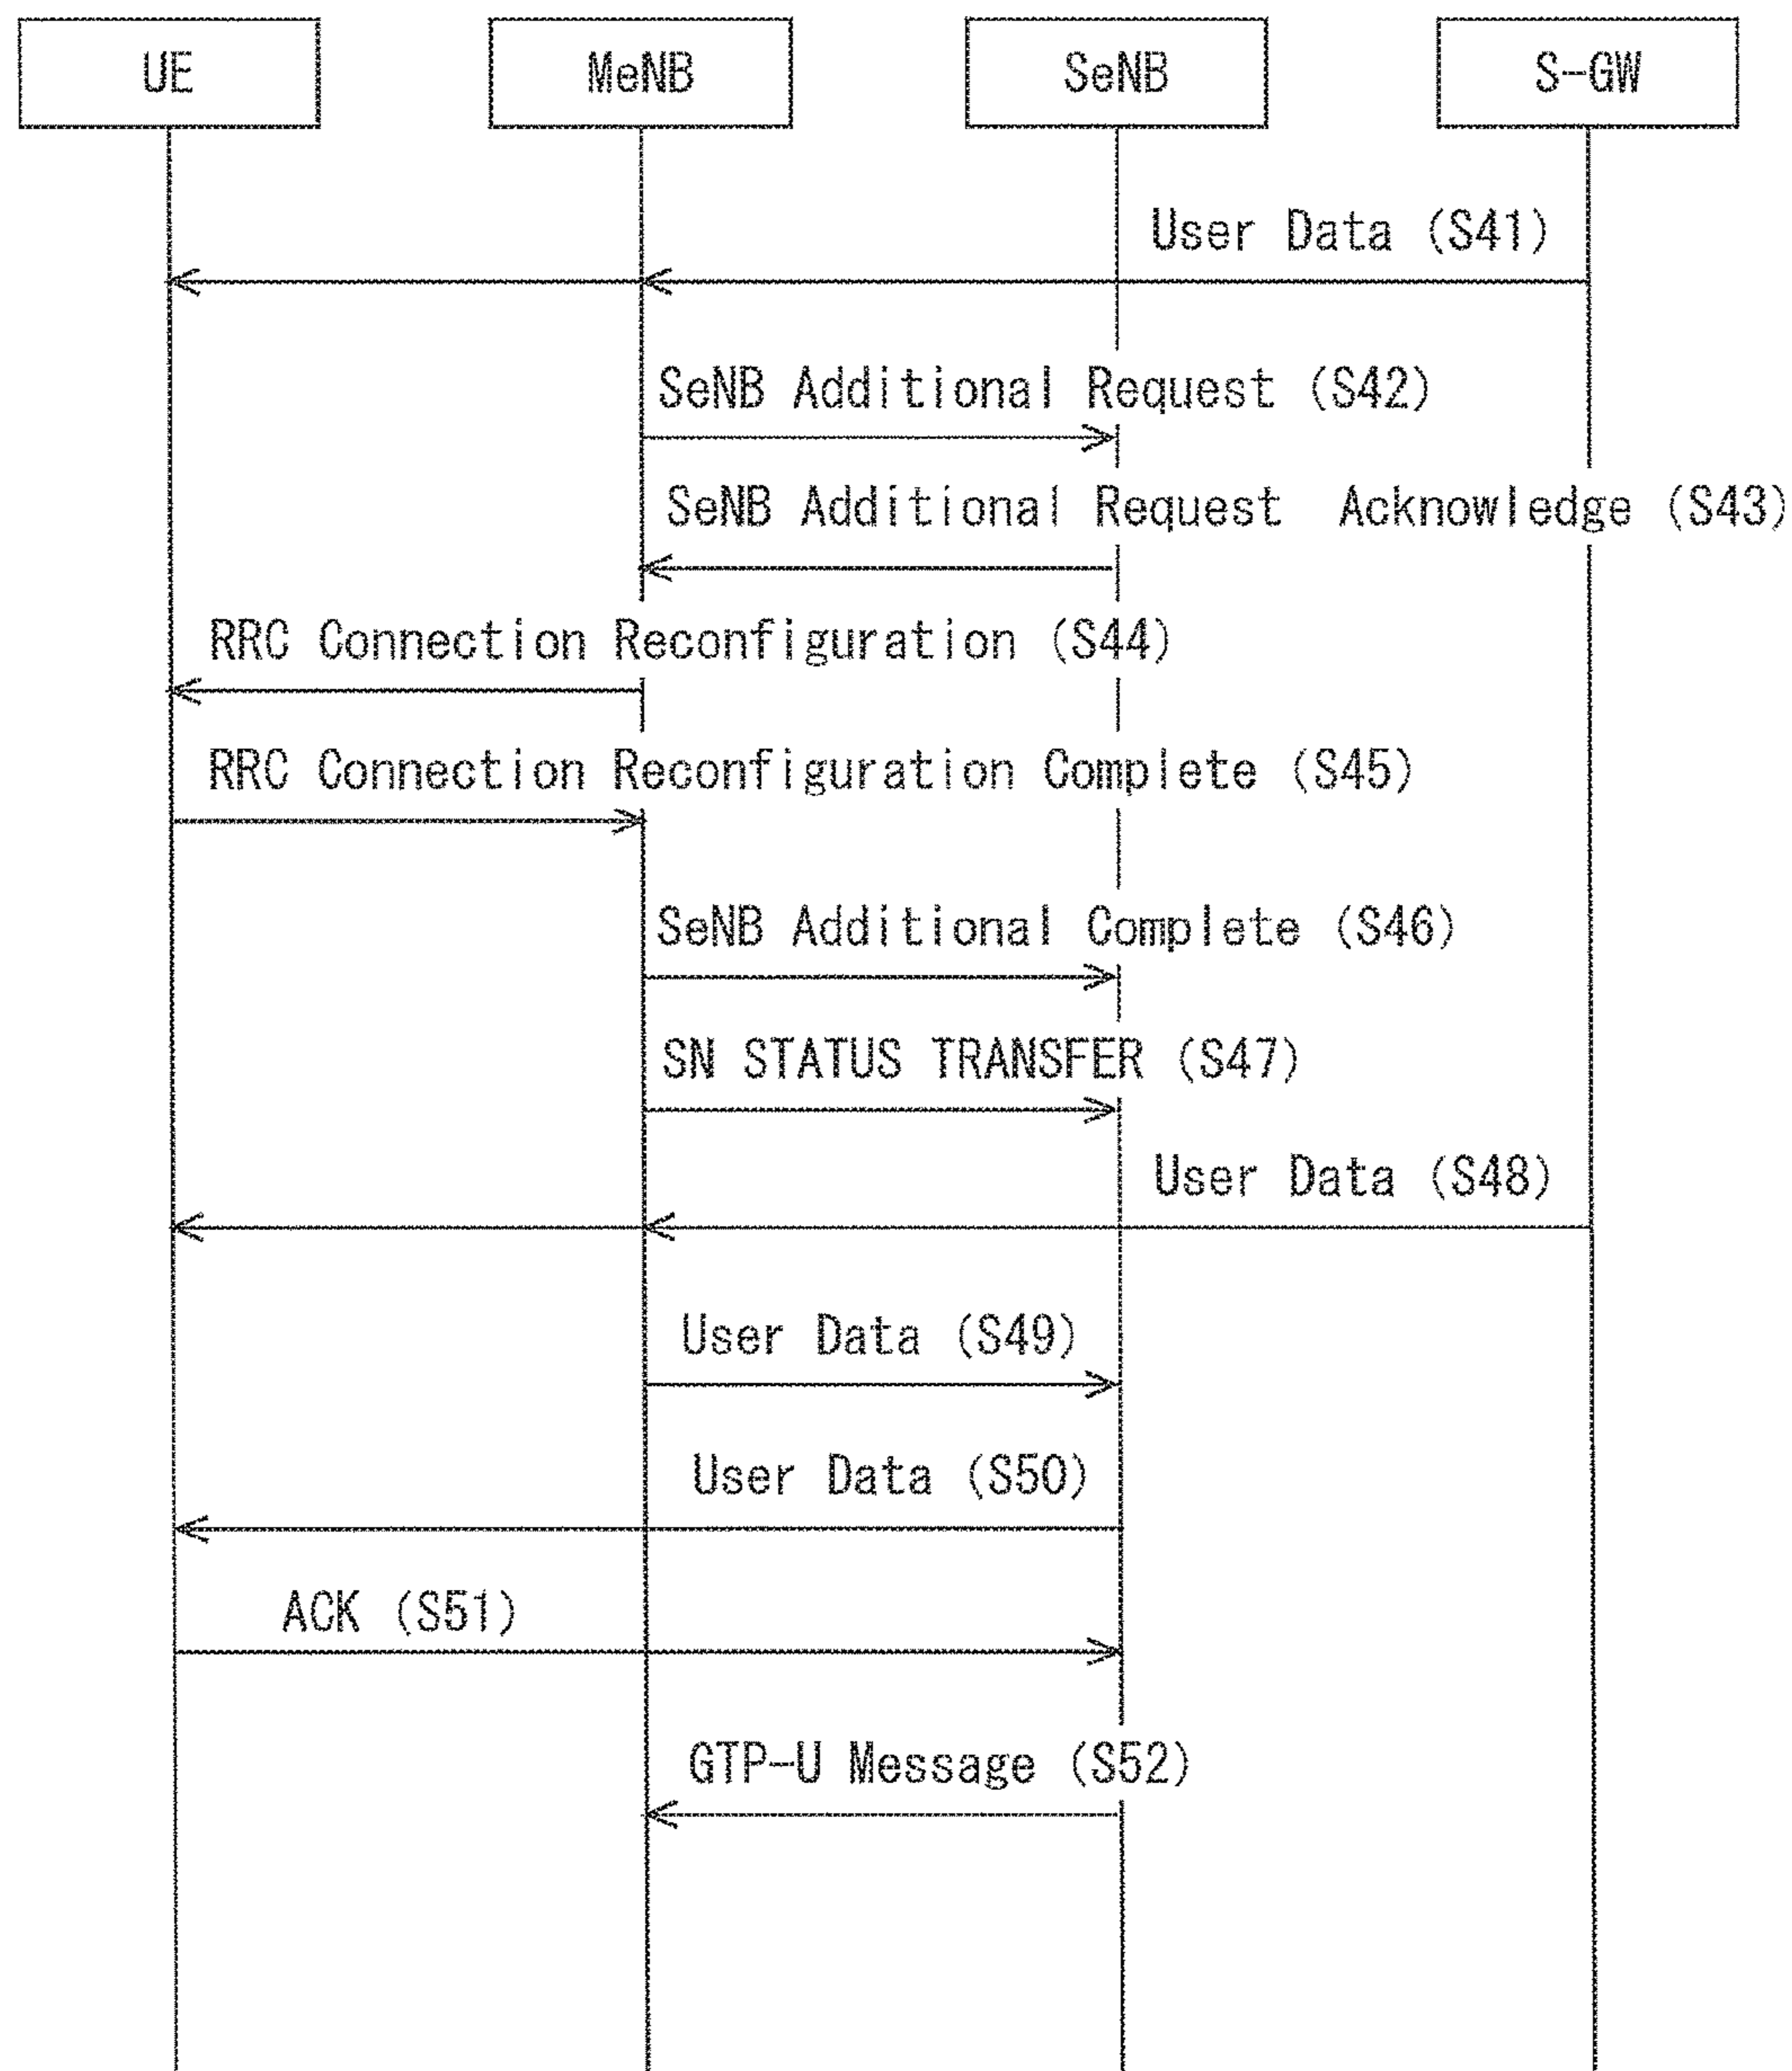 UE MeNB SeNB S-GW
User Data (S41)
SeNB Additional Request (S42)
SeNB Additional Request Acknowledge (S43)
RRC Connection Reconfiguration (S44)
RRC Connection Reconfiguration Complete (S45)
SeNB Additional Complete (S46)
SN STATUS TRANSFER (S47)
User Data (S48)
User Data (S49)
User Data (S50)
ACK (S51)
GTP-U Message (S52)